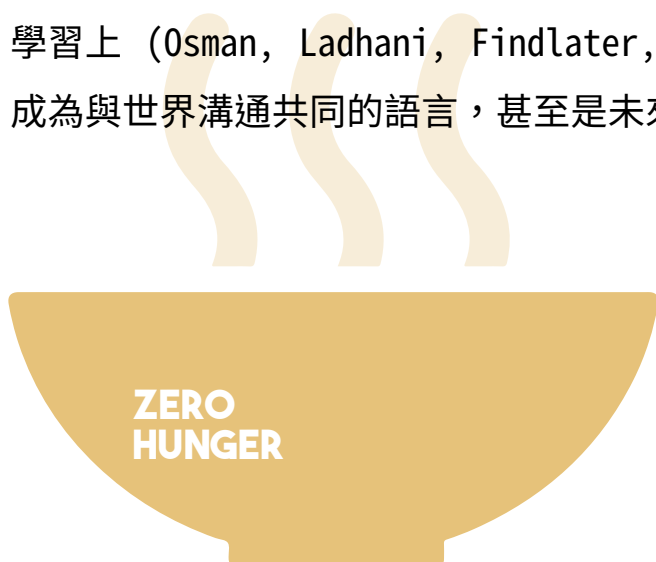 學習上 (Osman, Ladhani, Findlater,
成為與世界溝通共同的語言，甚至是未
ZERO
HUNGER